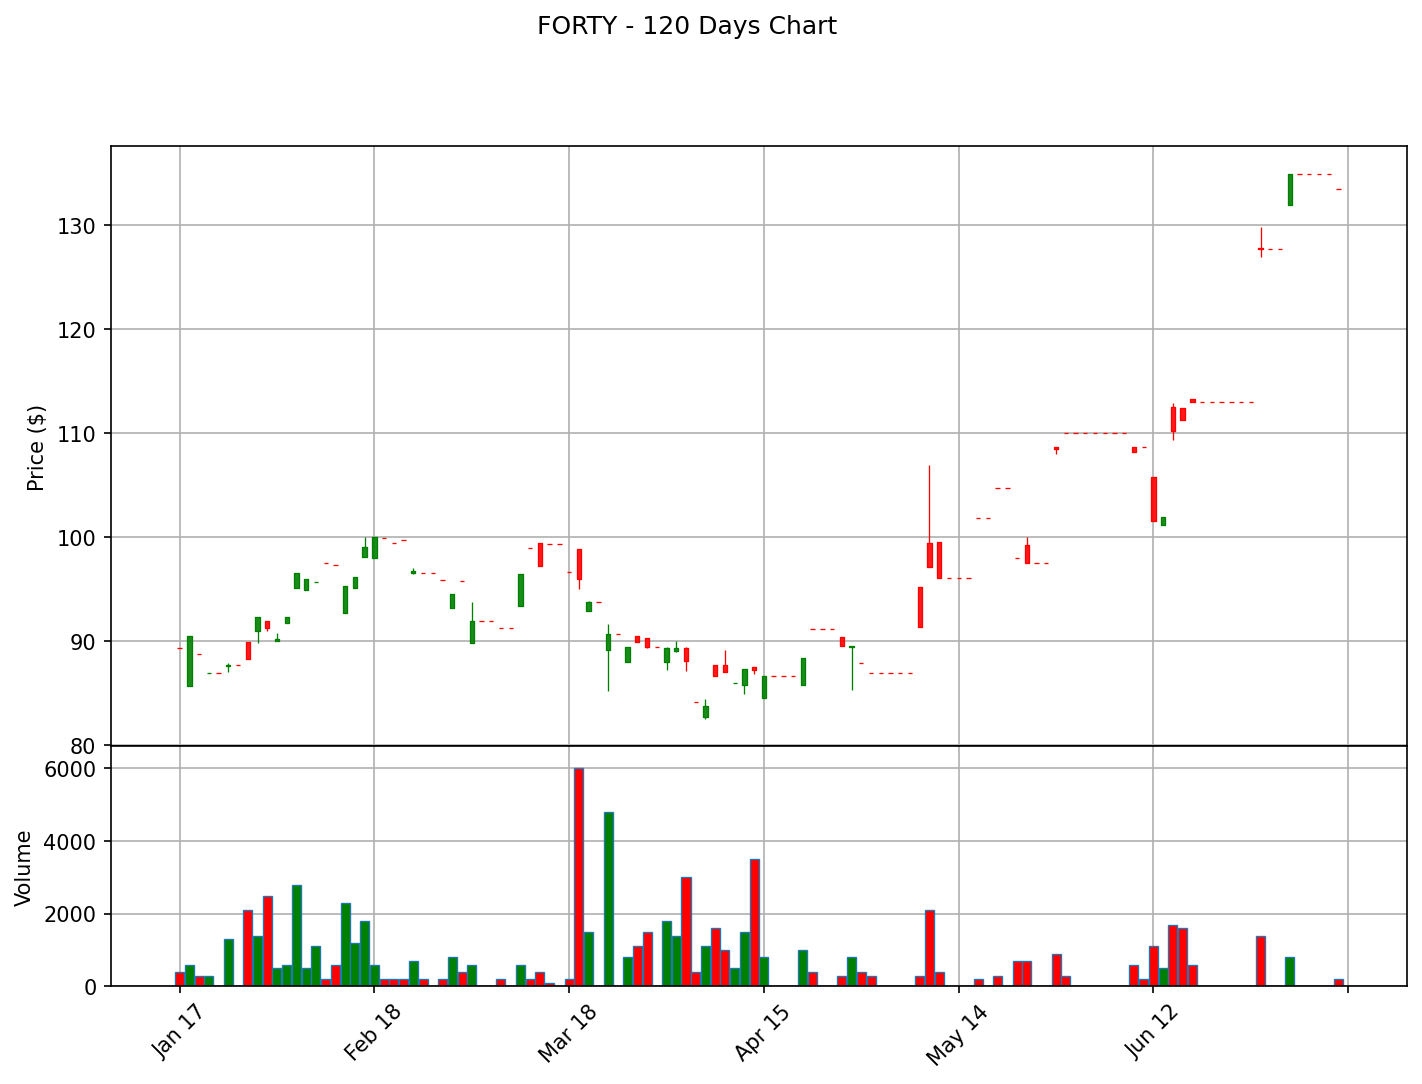 FORTY - 120 Days Chart
Price ($)
130
120
110
100
90
80
Volume
6000
4000
2000
0
Jan 17
Feb 18
Mar 18
Apr 15
May 14
Jun 12